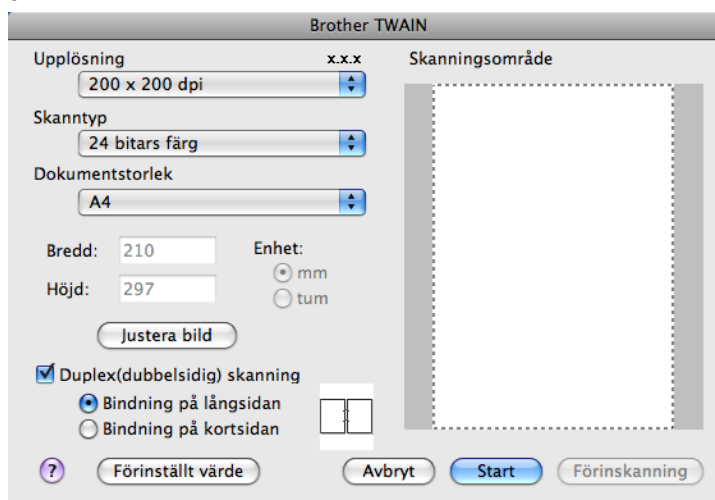 Brother TWAIN
Upplösning x.x.x
200 x 200 dpi
Skanntyp
24 bitars färg
Dokumentstorlek
A4
Bredd: 210 Enhet:
mm
Höjd: 297
tum
Justera bild
Duplex(dubbelsidig) skanning
Bindning på långsidan
Bindning på kortsidan
Skanningsområde
? Förinställt värde Avbryt Start Förinskanning